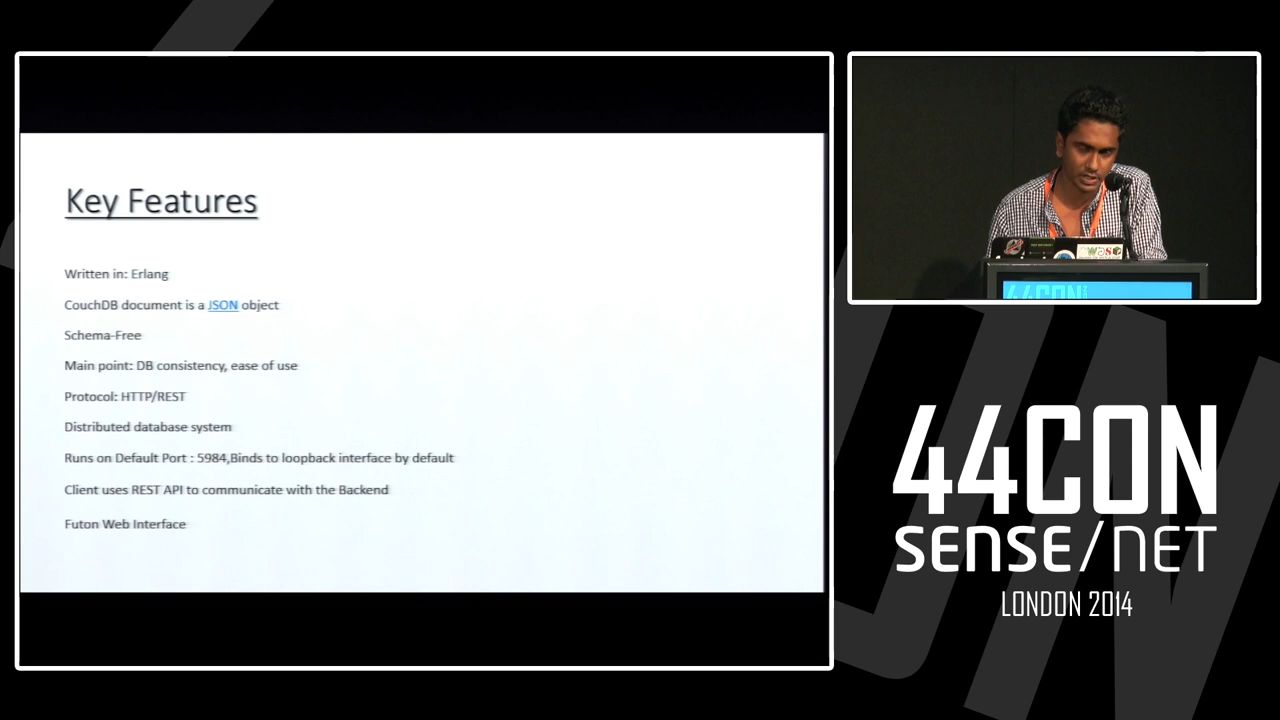 Key Features
Written in: Erlang
CouchDB document is a JSON object
Schema-Free
Main point: DB consistency, ease of use
Protocol: HTTP/REST
Distributed database system
Runs on Default Port : 5984,Binds to loopback interface by default
Client uses REST API to communicate with the Backend
Futon Web Interface
44CON
44CON
SENSE/NET
LONDON 2014